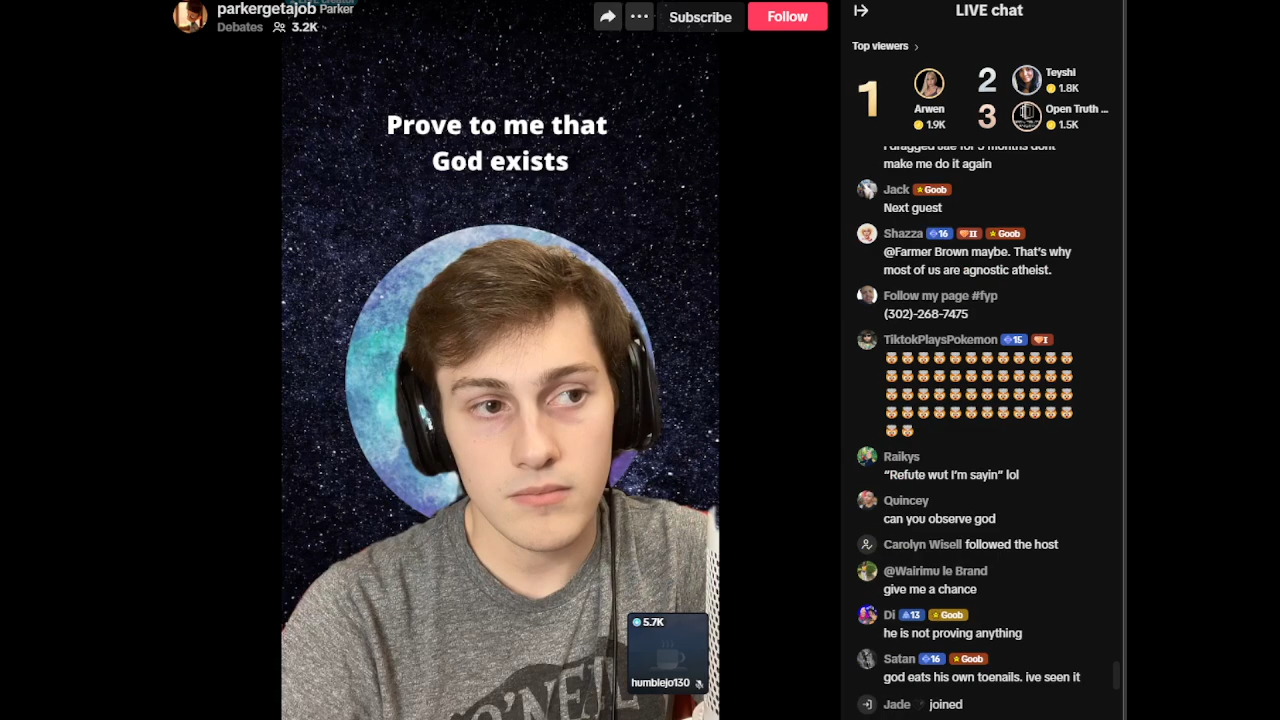 parkergetajob Parker
Debates 3.2K
Subscribe
Follow
Prove to me that
God exists
5.7K
humblejo130
LIVE chat
Top viewers
1
Arwen
1.9K
2
Teyshi
1.8K
3
Open Truth ...
1.5K
make me do it again
Jack Goob
Next guest
Shazza 16 II Goob
@Farmer Brown maybe. That's why
most of us are agnostic atheist.
Follow my page #fyp
(302)-268-7475
TiktokPlaysPokemon 15 I
Raikys
“Refute wut I’m sayin” lol
Quincey
can you observe god
Carolyn Wisell followed the host
@Wairimu le Brand
give me a chance
Di 13 Goob
he is not proving anything
Satan 16 Goob
god eats his own toenails. ive seen it
Jade joined